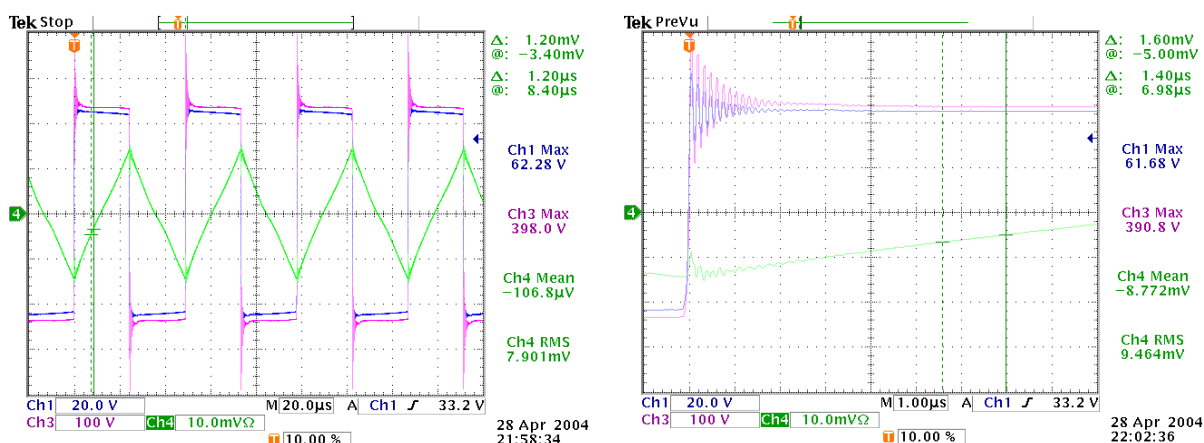 Tek Stop
T
T
4
Δ: 1.20mV
@: −3.40mV
Δ: 1.20µs
@: 8.40µs
Ch1 Max
62.28 V
Ch3 Max
398.0 V
Ch4 Mean
−106.8µV
Ch4 RMS
7.901mV
Ch1 20.0 V M 20.0µs A Ch1 ƒ 33.2 V
Ch3 100 V Ch4 10.0mVΩ
T 10.00 %
28 Apr 2004
21:58:34
Tek PreVu
T
T
4
Δ: 1.60mV
@: −5.00mV
Δ: 1.40µs
@: 6.98µs
Ch1 Max
61.68 V
Ch3 Max
390.8 V
Ch4 Mean
−8.772mV
Ch4 RMS
9.464mV
Ch1 20.0 V M 1.00µs A Ch1 ƒ 33.2 V
Ch3 100 V Ch4 10.0mVΩ
T 10.00 %
28 Apr 2004
22:02:36